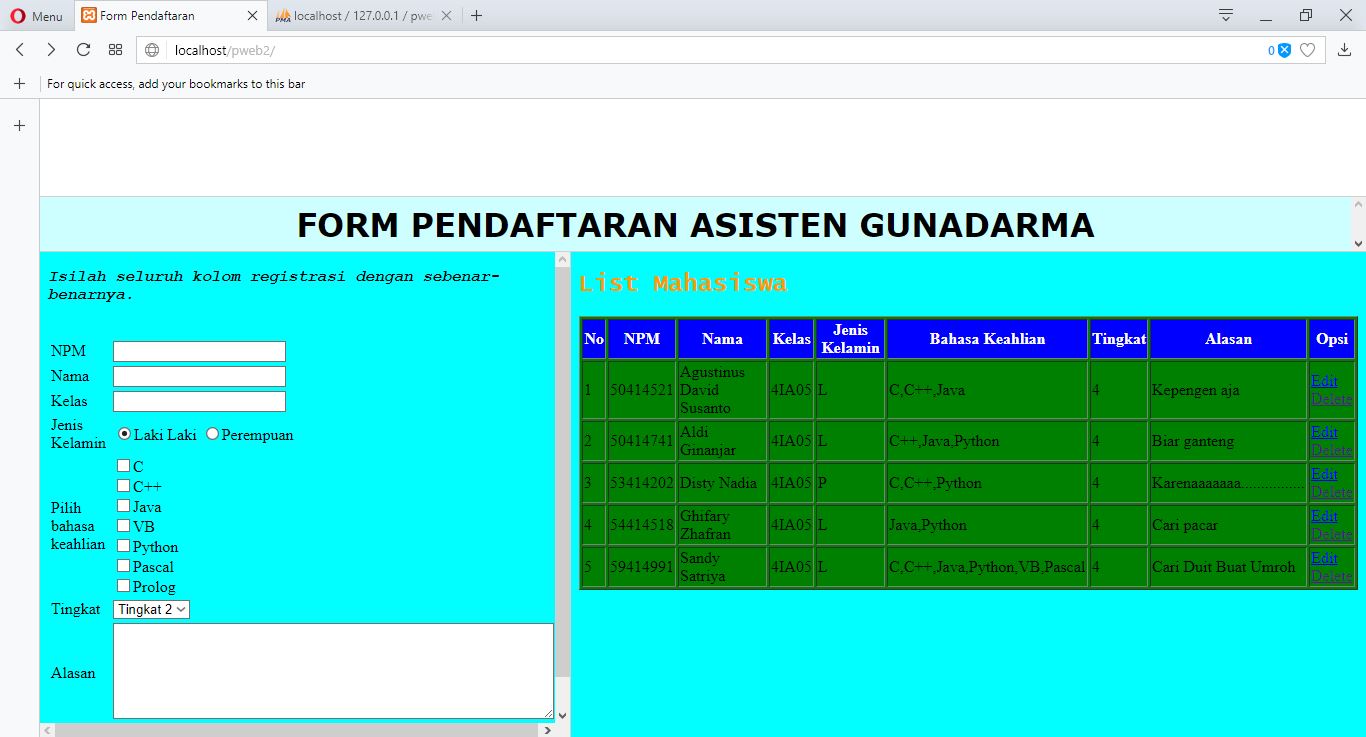 Menu
Form Pendaftaran
localhost / 127.0.0.1 / pwe
localhost/pweb2/
0
For quick access, add your bookmarks to this bar
FORM PENDAFTARAN ASISTEN GUNADARMA
Isilah seluruh kolom registrasi dengan sebenar-
benarnya.
NPM
Nama
Kelas
Jenis
Kelamin
Laki Laki Perempuan
Pilih
bahasa
keahlian
C
C++
Java
VB
Python
Pascal
Prolog
Tingkat
Tingkat 2
Alasan
List Mahasiswa
No NPM Nama Kelas Jenis Kelamin Bahasa Keahlian Tingkat Alasan Opsi
1 50414521 Agustinus David Susanto 4IA05 L C,C++,Java 4 Kepengen aja Edit Delete
2 50414741 Aldi Ginanjar 4IA05 L C++,Java,Python 4 Biar ganteng Edit Delete
3 53414202 Disty Nadia 4IA05 P C,C++,Python 4 Karenaaaaaaa................. Edit Delete
4 54414518 Ghifary Zhafran 4IA05 L Java,Python 4 Cari pacar Edit Delete
5 59414991 Sandy Satriya 4IA05 L C,C++,Java,Python,VB,Pascal 4 Cari Duit Buat Umroh Edit Delete